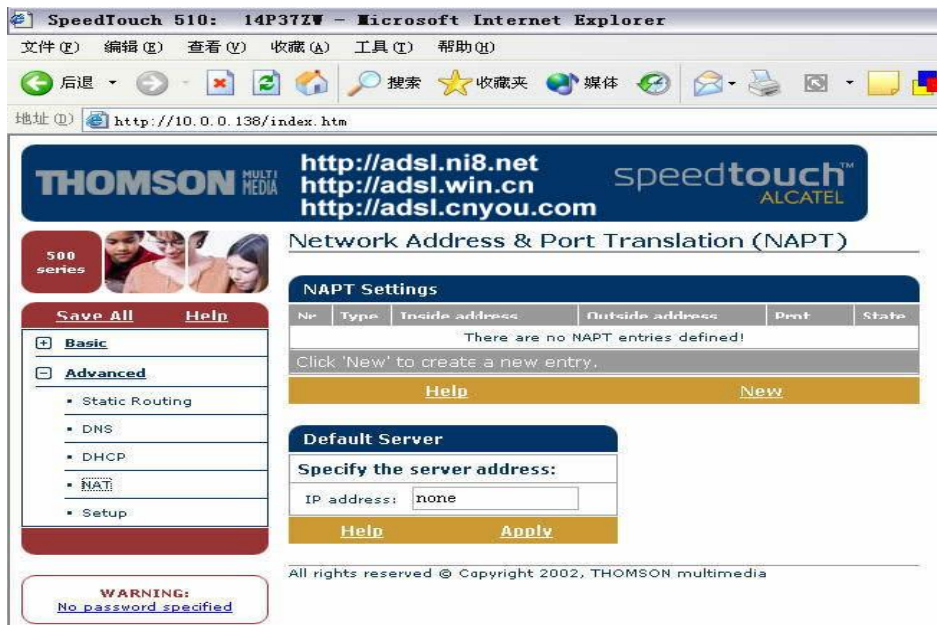 SpeedTouch 510: 14P37ZW - Microsoft Internet Explorer
文件(F) 编辑(E) 查看(V) 收藏(A) 工具(T) 帮助(H)
后退 搜索 收藏夹 媒体
地址(D) http://10.0.0.138/index.htm
THOMSON MULTI MEDIA
http://adsl.ni8.net
http://adsl.win.cn
http://adsl.cnyou.com
speedtouch™
ALCATEL
500 series
Network Address & Port Translation (NAPT)
Save All Help
Basic
Advanced
Static Routing
DNS
DHCP
NAT
Setup
WARNING:
No password specified
NAPT Settings
Nr Type Inside address Outside address Prot State
There are no NAPT entries defined!
Click 'New' to create a new entry.
Help New
Default Server
Specify the server address:
IP address: none
Help Apply
All rights reserved © Copyright 2002, THOMSON multimedia